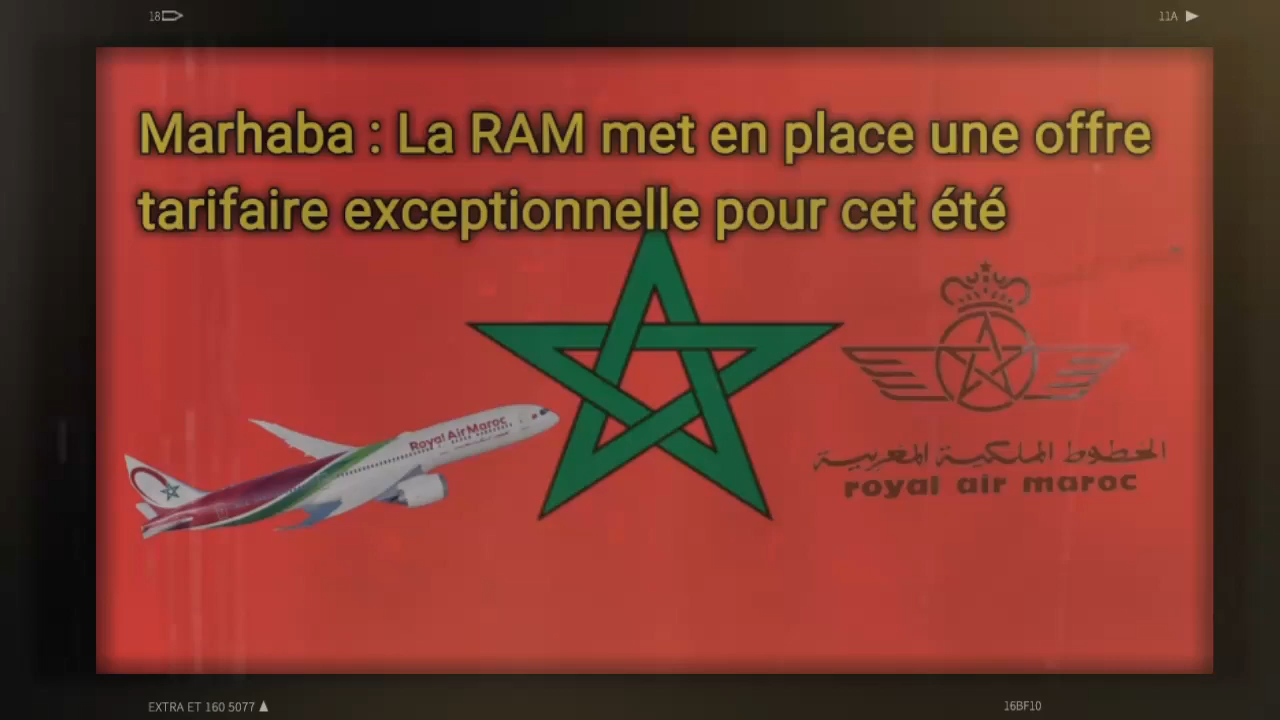 18
11A
Marhaba : La RAM met en place une offre
tarifaire exceptionnelle pour cet été
Royal Air Maroc
الخطوط الملكية المغربية
royal air maroc
EXTRA ET 160 5077
16BF10